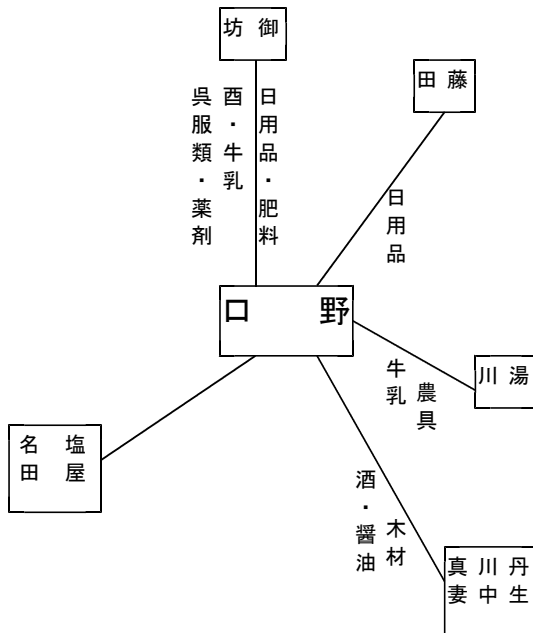 御坊
日用品・肥料
酉・牛乳
呉服類・薬剤
藤田
日用品
野口
湯川
農具
牛乳
塩屋
名田
木材
酒・醤油
丹生
川中
真妻